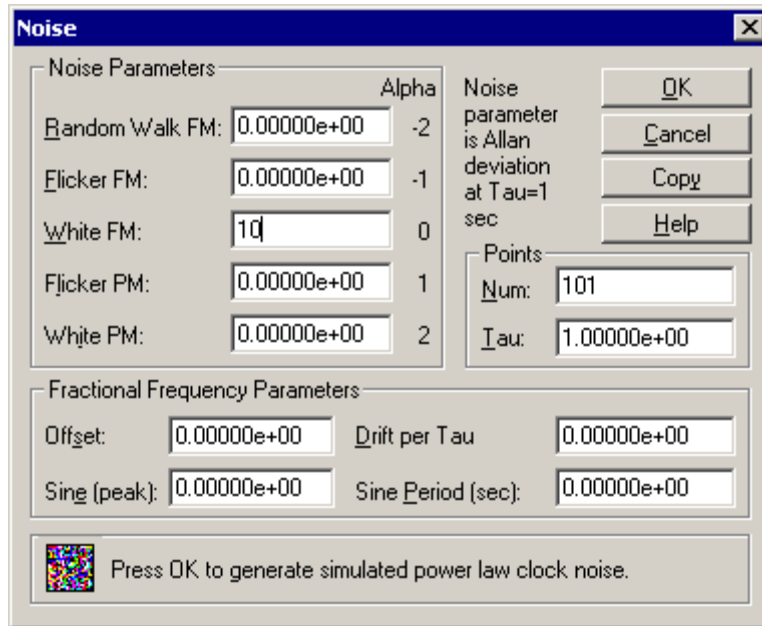 Noise
Noise Parameters
Alpha
Random Walk FM: 0.00000e+00 -2
Flicker FM: 0.00000e+00 -1
White FM: 10 0
Flicker PM: 0.00000e+00 1
White PM: 0.00000e+00 2
Noise
parameter
is Allan
deviation
at Tau=1
sec
OK
Cancel
Copy
Help
Points
Num: 101
Tau: 1.00000e+00
Fractional Frequency Parameters
Offset: 0.00000e+00 Drift per Tau 0.00000e+00
Sine (peak): 0.00000e+00 Sine Period (sec): 0.00000e+00
Press OK to generate simulated power law clock noise.